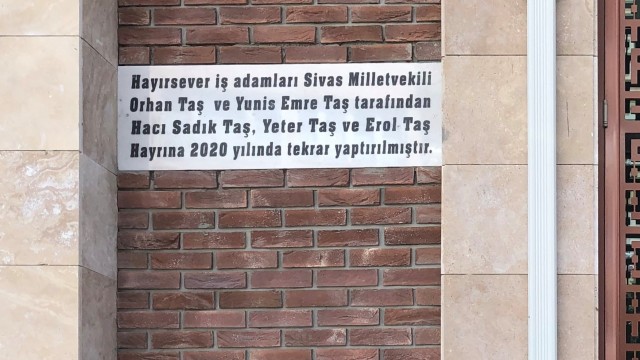 Hayırsever iş adamları Sivas Milletvekili
Orhan Taş ve Yunis Emre Taş tarafından
Hacı Sadık Taş, Yeter Taş ve Erol Taş
Hayrına 2020 yılında tekrar yaptırılmıştır.